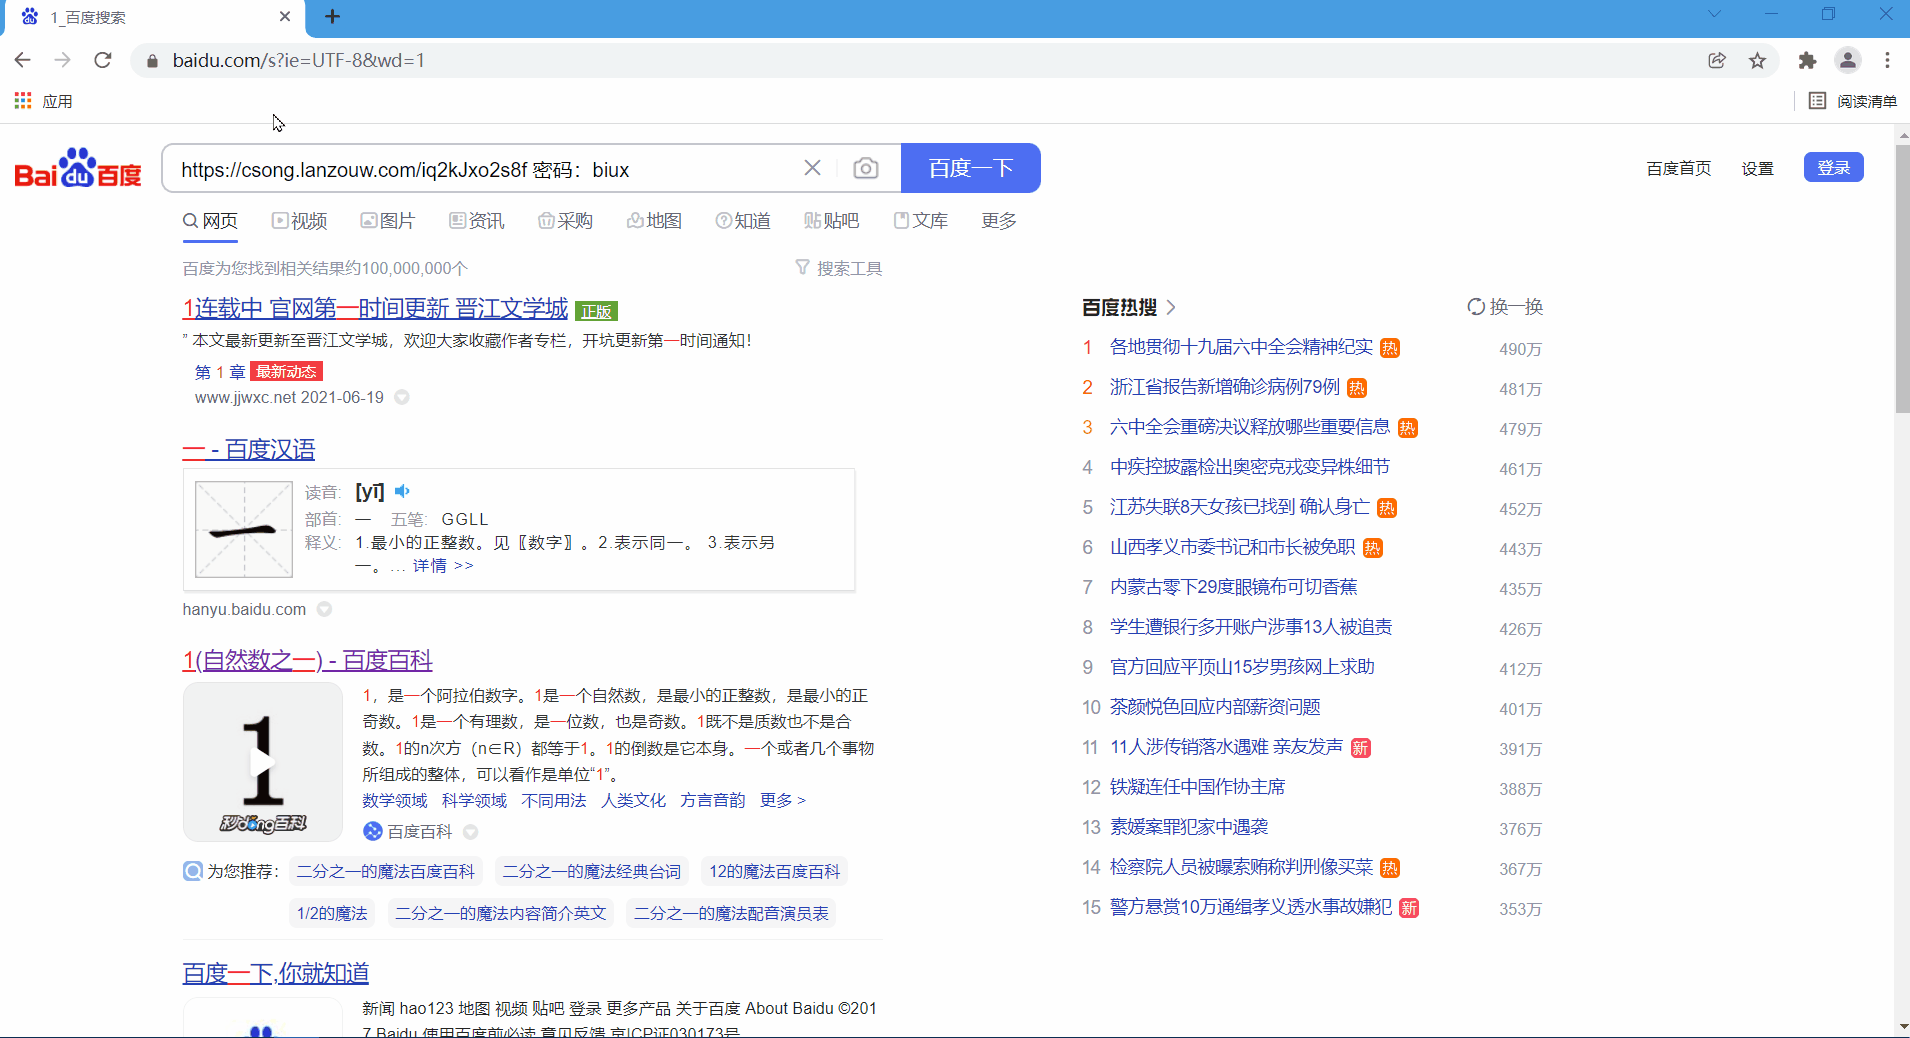 1_百度搜索
baidu.com/s?ie=UTF-8&wd=1
应用
阅读清单
Bai du 百度
https://csong.lanzouw.com/iq2kJxo2s8f 密码：biux
百度一下
百度首页 设置 登录
网页 视频 图片 资讯 采购 地图 知道 贴吧 文库 更多
百度为您找到相关结果约100,000,000个
搜索工具
1连载中 官网第一时间更新 晋江文学城 正版
" 本文最新更新至晋江文学城，欢迎大家收藏作者专栏，开坑更新第一时间通知！
第 1 章 最新动态
www.jjwxc.net 2021-06-19
一 - 百度汉语
读音: [yī]
部首: 一 五笔: GGLL
释义: 1.最小的正整数。见〖数字〗。2.表示同一。 3.表示另
一。... 详情 >>
hanyu.baidu.com
1(自然数之一) - 百度百科
1，是一个阿拉伯数字。1是一个自然数，是最小的正整数，是最小的正
奇数。1是一个有理数，是一位数，也是奇数。1既不是质数也不是合
数。1的n次方（n∈R）都等于1。1的倒数是它本身。一个或者几个事物
所组成的整体，可以看作是单位“1”。
数学领域 科学领域 不同用法 人类文化 方言音韵 更多 >
1
秒dǒng百科
百度百科
为您推荐： 二分之一的魔法百度百科 二分之一的魔法经典台词 12的魔法百度百科
1/2的魔法 二分之一的魔法内容简介英文 二分之一的魔法配音演员表
百度一下,你就知道
新闻 hao123 地图 视频 贴吧 登录 更多产品 关于百度 About Baidu ©201
7 Baidu 使用百度前必读 意见反馈 京ICP证030173号
百度热搜 >
换一换
1 各地贯彻十九届六中全会精神纪实 热 490万
2 浙江省报告新增确诊病例79例 热 481万
3 六中全会重磅决议释放哪些重要信息 热 479万
4 中疾控披露检出奥密克戎变异株细节 461万
5 江苏失联8天女孩已找到 确认身亡 热 452万
6 山西孝义市委书记和市长被免职 热 443万
7 内蒙古零下29度眼镜布可切香蕉 435万
8 学生遭银行多开账户涉事13人被追责 426万
9 官方回应平顶山15岁男孩网上求助 412万
10 茶颜悦色回应内部薪资问题 401万
11 11人涉传销落水遇难 亲友发声 新 391万
12 铁凝连任中国作协主席 388万
13 素媛案罪犯家中遇袭 376万
14 检察院人员被曝索贿称判刑像买菜 热 367万
15 警方悬赏10万通缉孝义透水事故嫌犯 新 353万